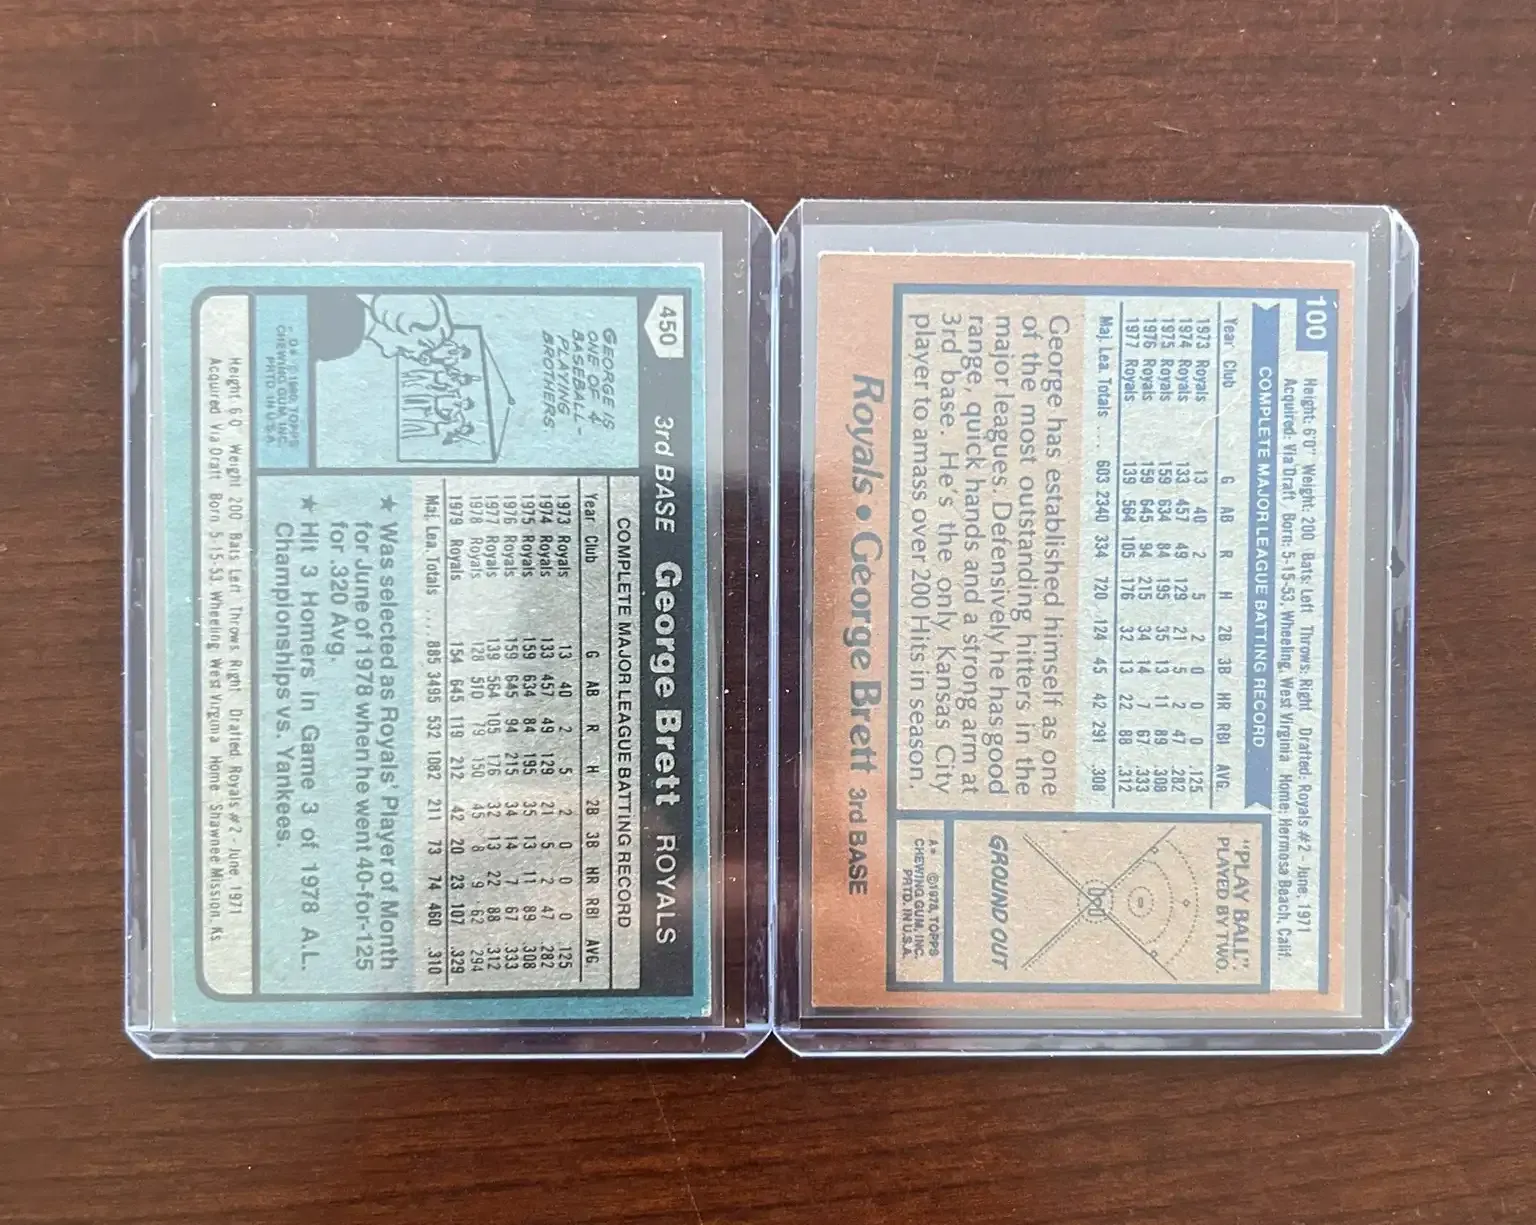 450
3rd BASE George Brett ROYALS
GEORGE IS
ONE OF 4
BASEBALL-
PLAYING
BROTHERS
© 1980 TOPPS
CHEWING GUM, INC.
PRTD. IN U.S.A.
COMPLETE MAJOR LEAGUE BATTING RECORD
Year Club G AB R H 2B 3B HR RBI AVG.
1973 Royals 13 40 2 5 2 0 0 0 .125
1974 Royals 133 457 49 129 21 5 2 47 .282
1975 Royals 159 634 84 195 35 13 11 89 .308
1976 Royals 159 645 94 215 34 14 7 67 .333
1977 Royals 139 564 105 176 32 13 22 88 .312
1978 Royals 128 510 79 150 45 8 9 62 .294
1979 Royals 154 645 119 212 42 20 23 107 .329
Maj. Lea. Totals ... 885 3495 532 1082 211 73 74 460 .310
★ Was selected as Royals' Player of Month
for June of 1978 when he went 40-for-125
for .320 Avg.
★ Hit 3 Homers in Game 3 of 1978 A.L.
Championships vs. Yankees.
Height 6'0 Weight 200 Bats Left Throws Right Drafted Royals #2 - June, 1971
Acquired Via Draft Born 5-15-53, Wheeling West Virginia Home Shawnee Mission, Ks
100
Height: 6'0" Weight: 200 Bats: Left Throws: Right Drafted: Royals #2 - June, 1971
Acquired: Via Draft Born: 5-15-53, Wheeling, West Virginia Home: Hermosa Beach, Calif.
COMPLETE MAJOR LEAGUE BATTING RECORD
Year Club G AB R H 2B 3B HR RBI AVG.
1973 Royals 13 40 2 5 2 0 0 0 .125
1974 Royals 133 457 49 129 21 5 2 47 .282
1975 Royals 159 634 84 195 35 13 11 89 .308
1976 Royals 159 645 94 215 34 14 7 67 .333
1977 Royals 139 564 105 176 32 13 22 88 .312
Maj. Lea. Totals .... 603 2340 334 720 124 45 42 291 .308
George has established himself as one
of the most outstanding hitters in the
major leagues. Defensively he has good
range, quick hands and a strong arm at
3rd base. He's the only Kansas City
player to amass over 200 Hits in season.
"PLAY BALL"
PLAYED BY TWO.
GROUND OUT
A* ©1978 TOPPS
CHEWING GUM, INC.
PRTD. IN U.S.A.
Royals • George Brett 3rd BASE